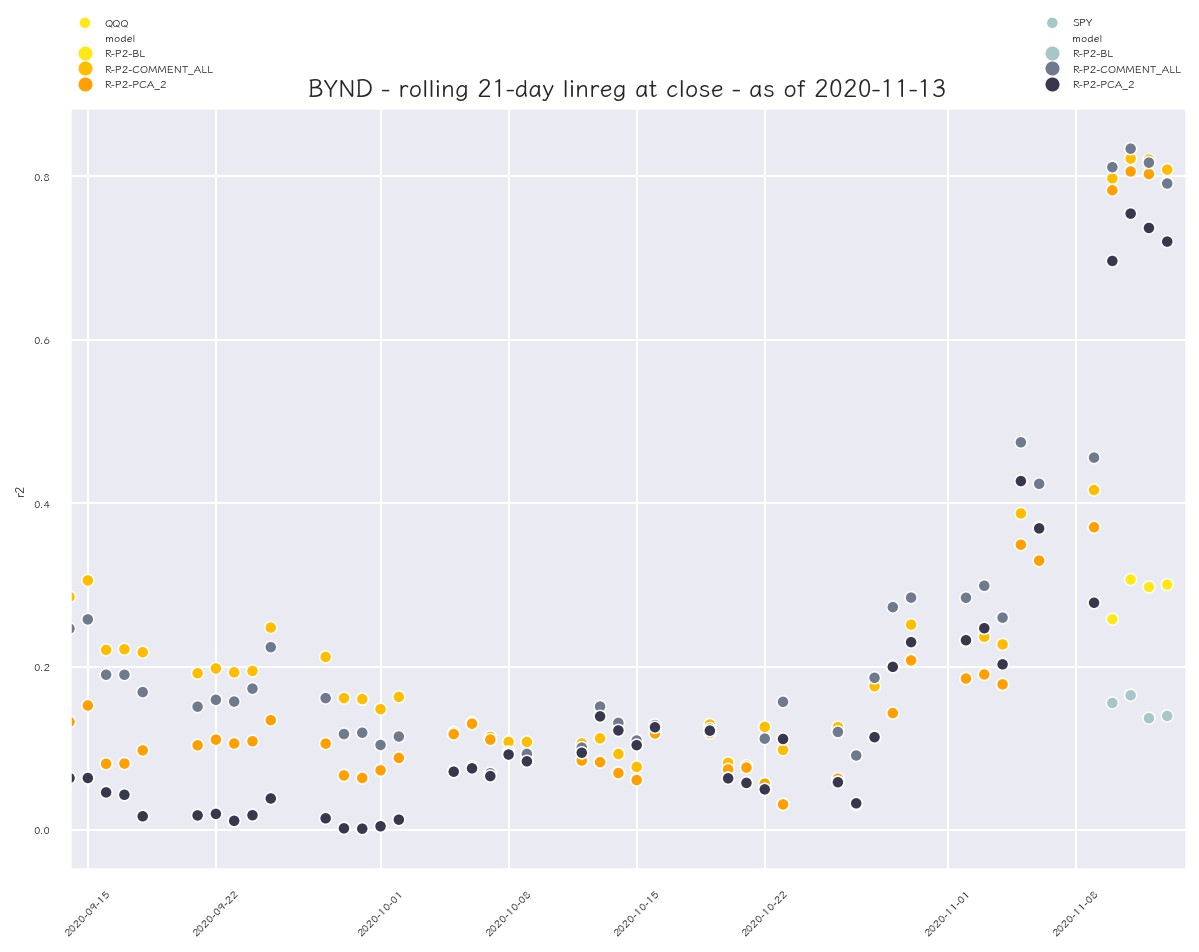 QQQ
model
R-P2-BL
R-P2-COMMENT_ALL
R-P2-PCA_2
SPY
model
R-P2-BL
R-P2-COMMENT_ALL
R-P2-PCA_2
BYND - rolling 21-day linreg at close - as of 2020-11-13
r2
0.8
0.6
0.4
0.2
0.0
2020-09-15
2020-09-22
2020-10-01
2020-10-08
2020-10-15
2020-10-22
2020-11-01
2020-11-08